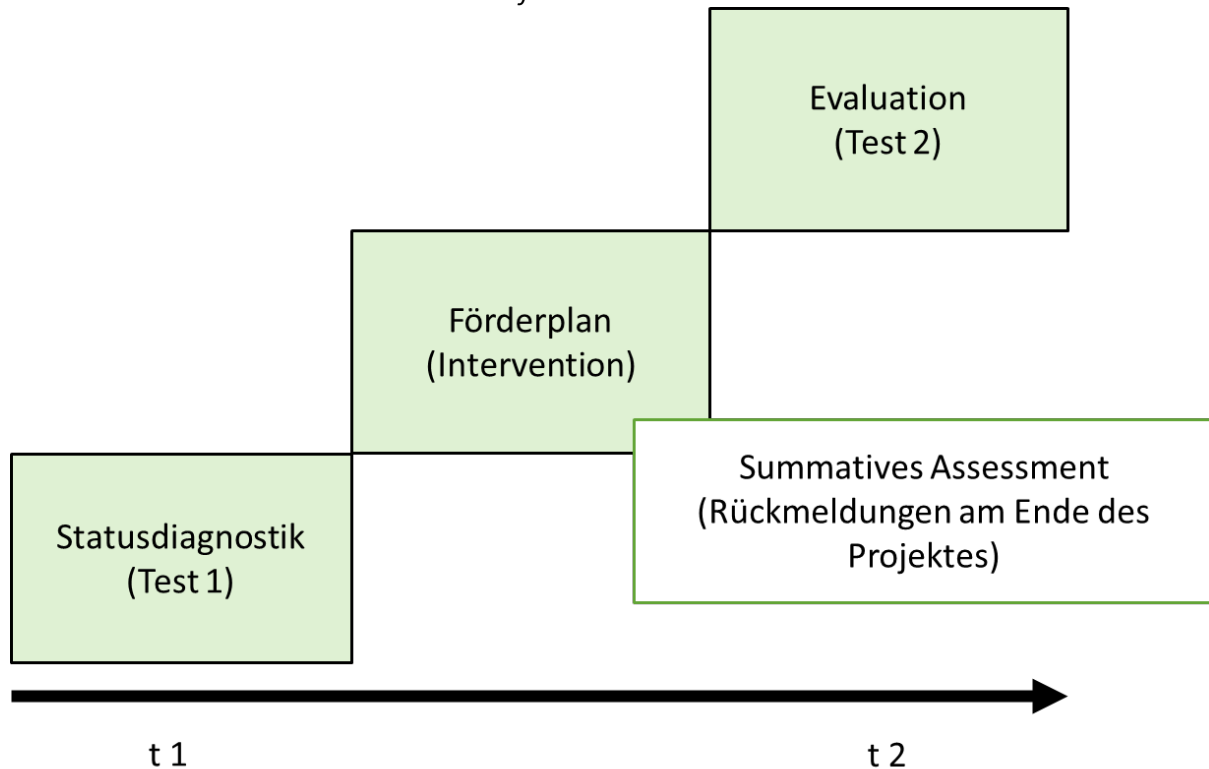 Evaluation
(Test 2)
Förderplan
(Intervention)
Summatives Assessment
(Rückmeldungen am Ende des
Projektes)
Statusdiagnostik
(Test 1)
t 1
t 2